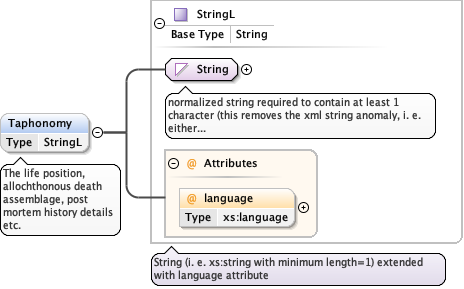 StringL
Base Type String
String
normalized string required to contain at least 1
character (this removes the xml string anomaly, i. e.
either...
Taphonomy
Type StringL
The life position,
allochthonous death
assemblage, post
mortem history details
etc.
@ Attributes
@ language
Type xs:language
String (i. e. xs:string with minimum length=1) extended
with language attribute